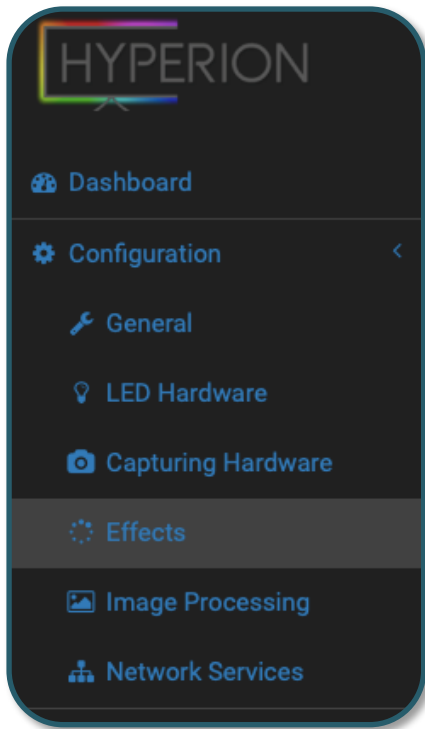 HYPERION
Dashboard
Configuration
General
LED Hardware
Capturing Hardware
Effects
Image Processing
Network Services